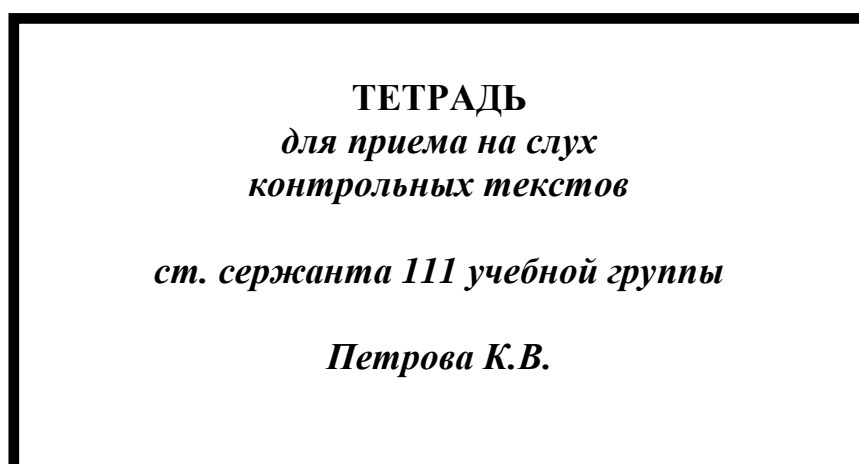 ТЕТРАДЬ
для приема на слух
контрольных текстов
ст. сержанта 111 учебной группы
Петрова К.В.